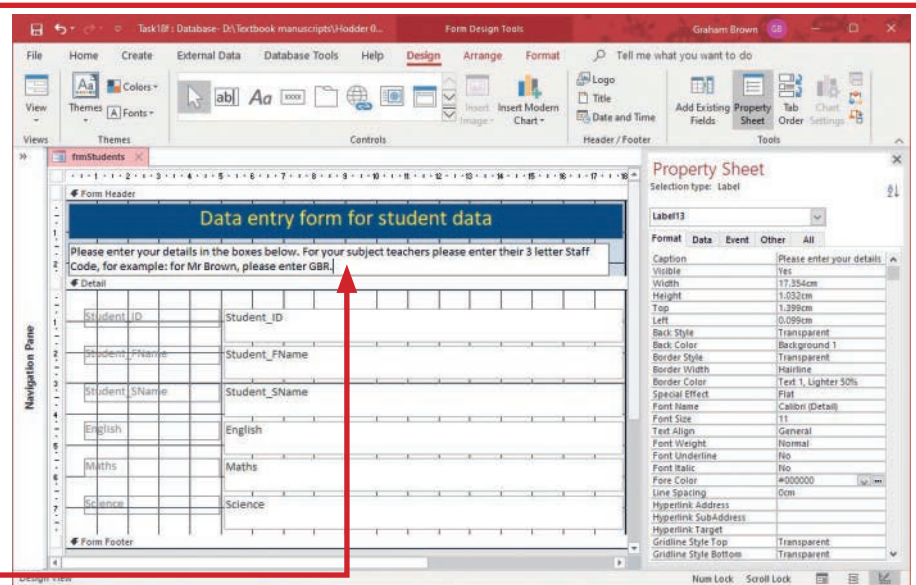 Task18f : Database- D:\Textbook manuscripts\Hodder 0...
Form Design Tools
Graham Brown
GB
File Home Create External Data Database Tools Help Design Arrange Format Tell me what you want to do
View
Views
Themes
Colors
Fonts
Themes
Aa
A
ab|
Aa
xxxx
Controls
Insert Image
Insert Modern Chart
Logo
Title
Date and Time
Header / Footer
Add Existing Fields
Property Sheet
Tab Order
Chart Settings
Tools
frmStudents
Form Header
Data entry form for student data
Please enter your details in the boxes below. For your subject teachers please enter their 3 letter Staff
Code, for example: for Mr Brown, please enter GBR.
Detail
Student_ID Student_ID
Student_FName Student_FName
Student_SName Student_SName
English English
Maths Maths
Science Science
Form Footer
Navigation Pane
Property Sheet
Selection type: Label
Label13
Format Data Event Other All
Caption Please enter your details
Visible Yes
Width 17.354cm
Height 1.032cm
Top 1.399cm
Left 0.099cm
Back Style Transparent
Back Color Background 1
Border Style Transparent
Border Width Hairline
Border Color Text 1, Lighter 50%
Special Effect Flat
Font Name Calibri (Detail)
Font Size 11
Text Align General
Font Weight Normal
Font Underline No
Font Italic No
Fore Color #000000
Line Spacing 0cm
Hyperlink Address
Hyperlink SubAddress
Hyperlink Target
Gridline Style Top Transparent
Gridline Style Bottom Transparent
Design View
Num Lock Scroll Lock